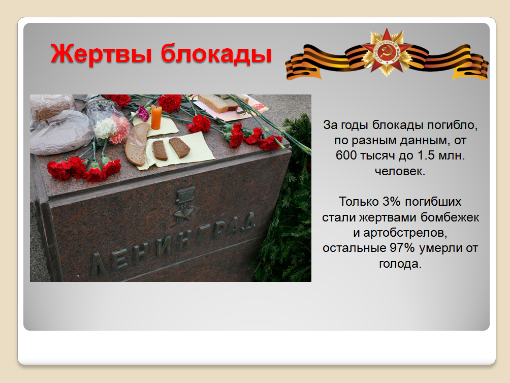 Жертвы блокады
За годы блокады погибло,
по разным данным, от
600 тысяч до 1.5 млн.
человек.
Только 3% погибших
стали жертвами бомбежек
и артобстрелов,
остальные 97% умерли от
голода.
ЛЕНИНГРАД